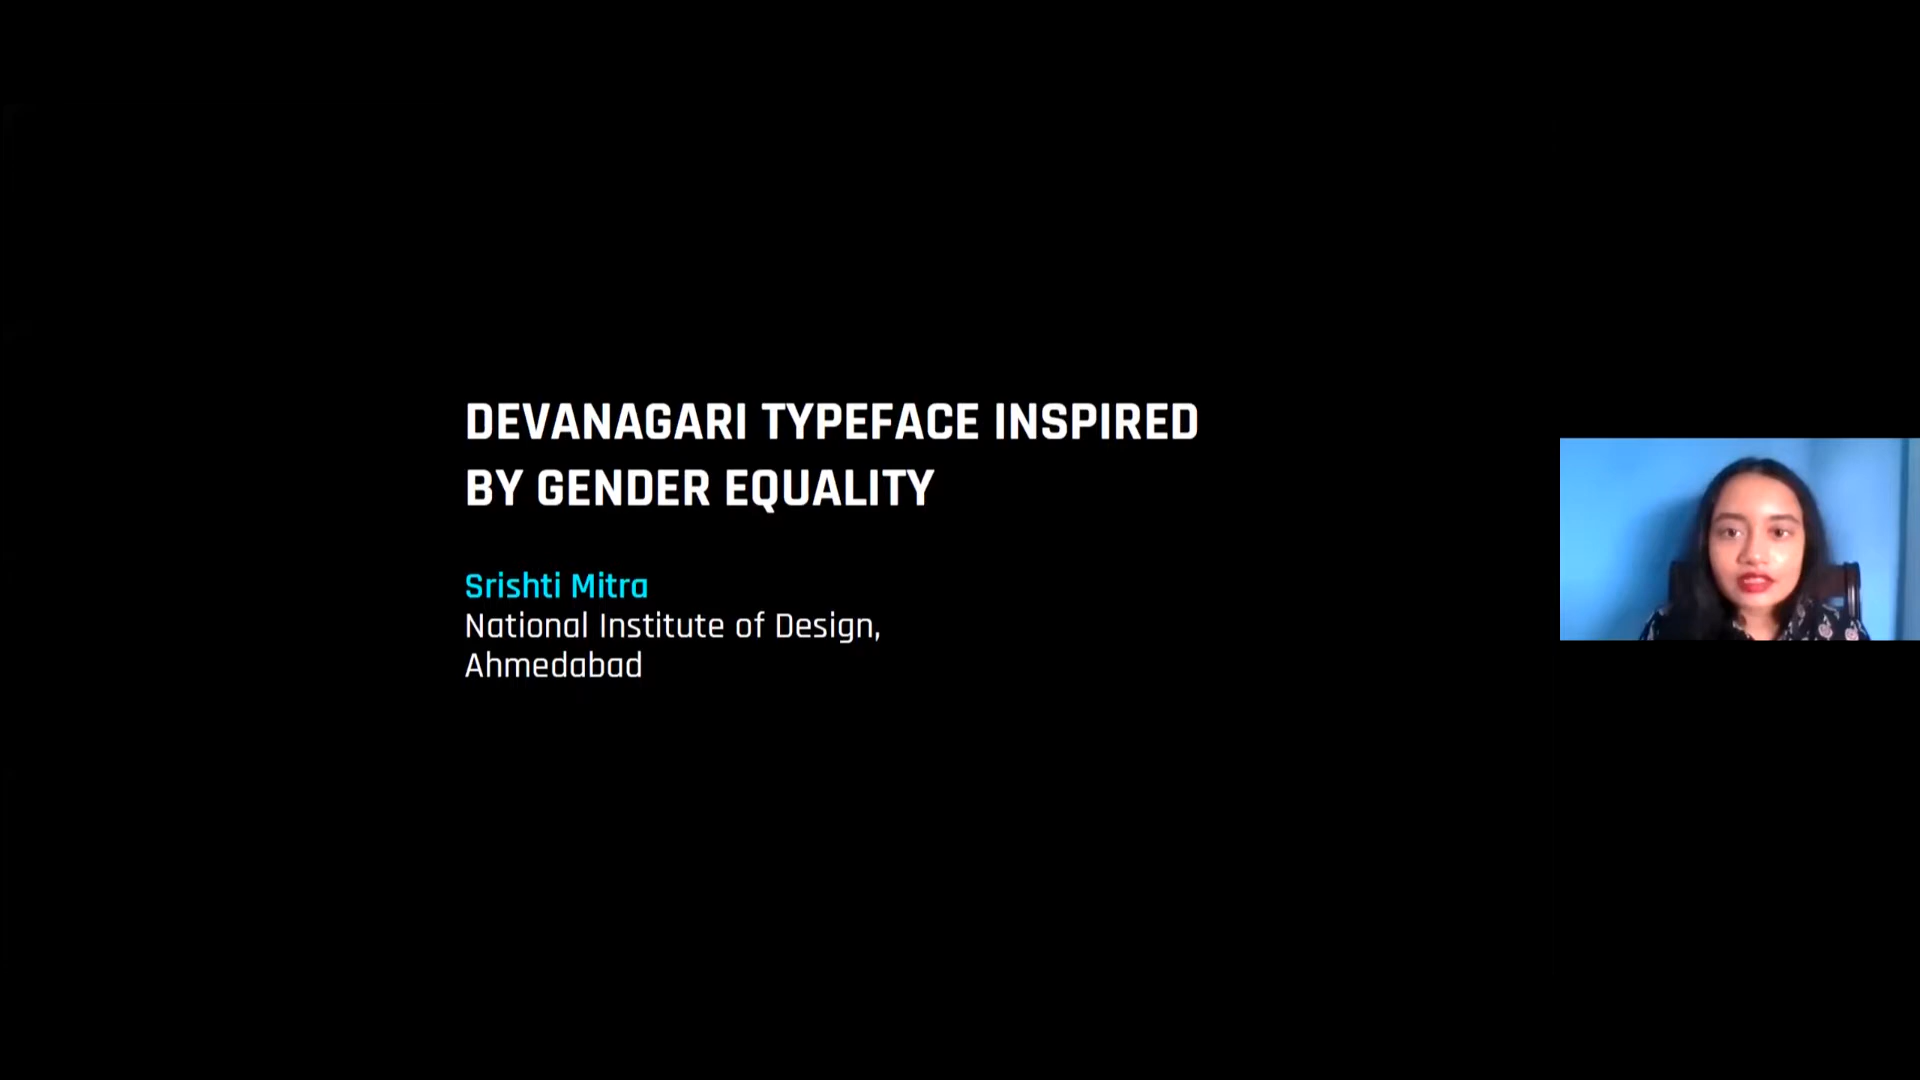 DEVANAGARI TYPEFACE INSPIRED
BY GENDER EQUALITY
Srishti Mitra
National Institute of Design,
Ahmedabad